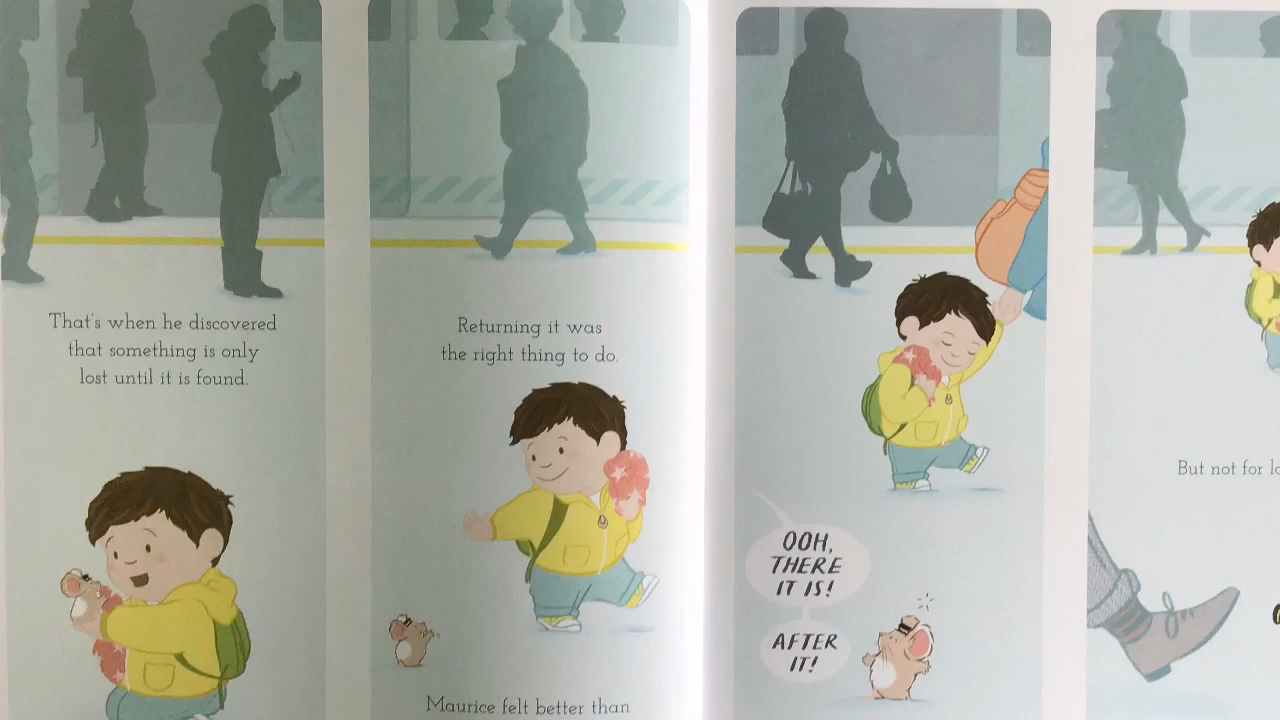 That's when he discovered
that something is only
lost until it is found.
Returning it was
the right thing to do.
Maurice felt better than
OOH,
THERE
IT IS!
AFTER
IT!
But not for